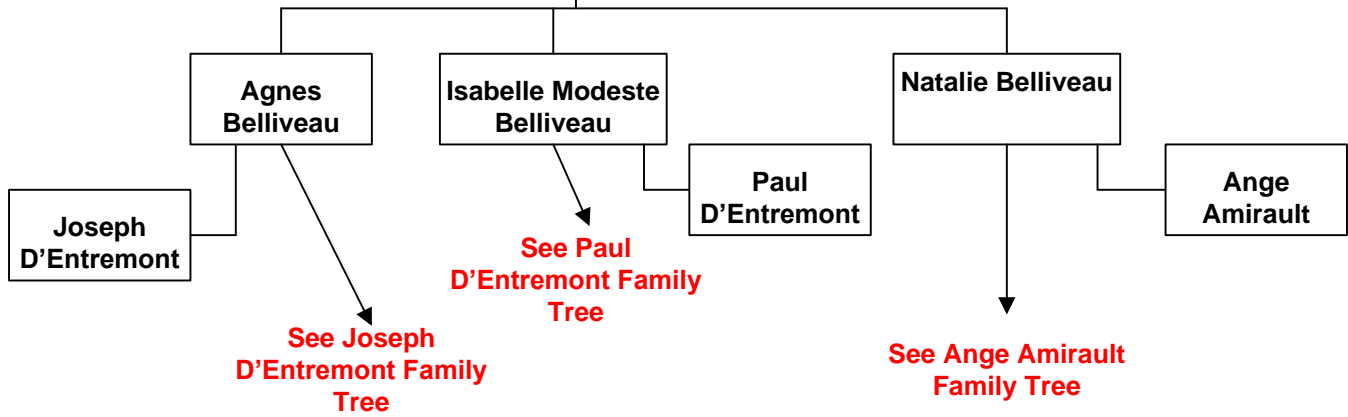 Agnes
Belliveau
Isabelle Modeste
Belliveau
Natalie Belliveau
Joseph
D’Entremont
Paul
D’Entremont
Ange
Amirault
See Paul
D’Entremont Family
Tree
See Joseph
D’Entremont Family
Tree
See Ange Amirault
Family Tree